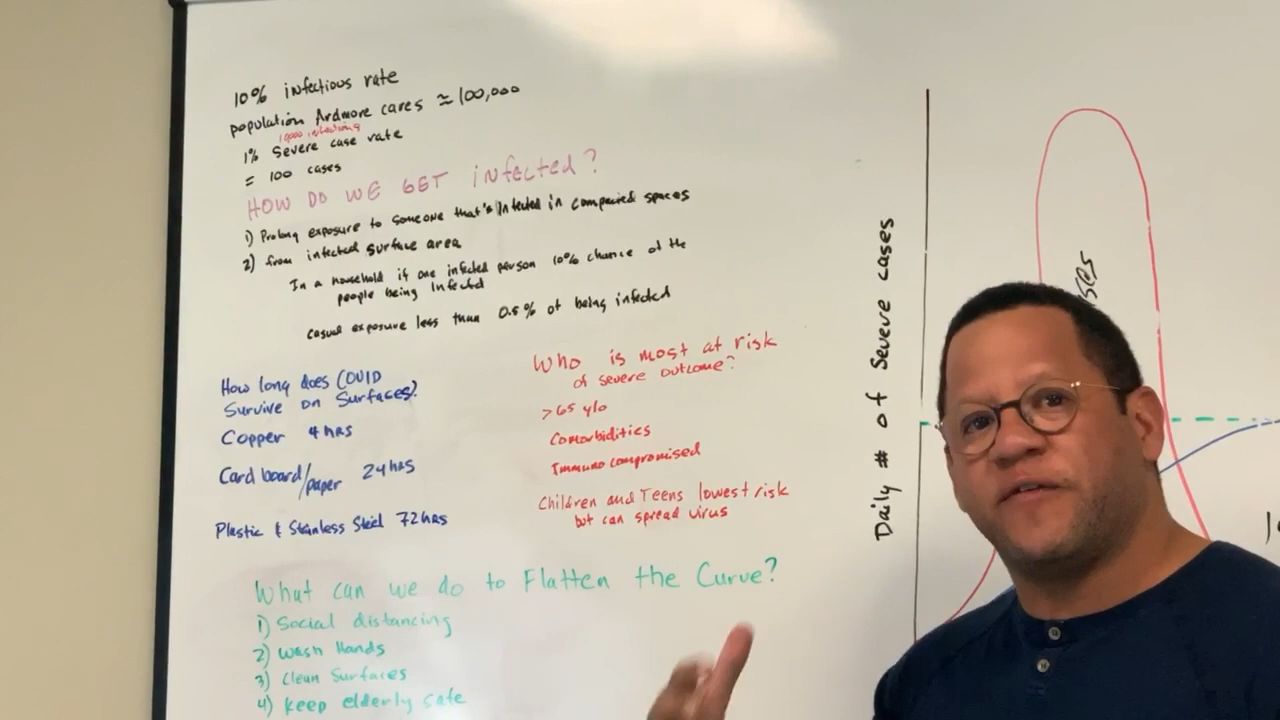 10% infectious rate
population Ardmore cares ≈ 100,000
1% Severe case rate
= 100 cases
HOW DO WE GET infected?
1) Prolong exposure to someone that's Infected in compacted spaces
2) from infected surface area
In a household if one infected person 10% chance of the
people being Infected
casual exposure less than 0.5% of being infected
How long does COVID
Survive on Surfaces?
Copper 4 hrs
Card board/paper 24 hrs
Plastic & Stainless Steel 72 hrs
Who is most at risk
of severe outcome?
>65 y/o
Comorbidities
Immuno compromised
Children and Teens lowest risk
but can spread virus
What can we do to Flatten the Curve?
1) Social distancing
2) Wash Hands
3) Clean Surfaces
4) keep elderly safe
Daily # of Severe cases